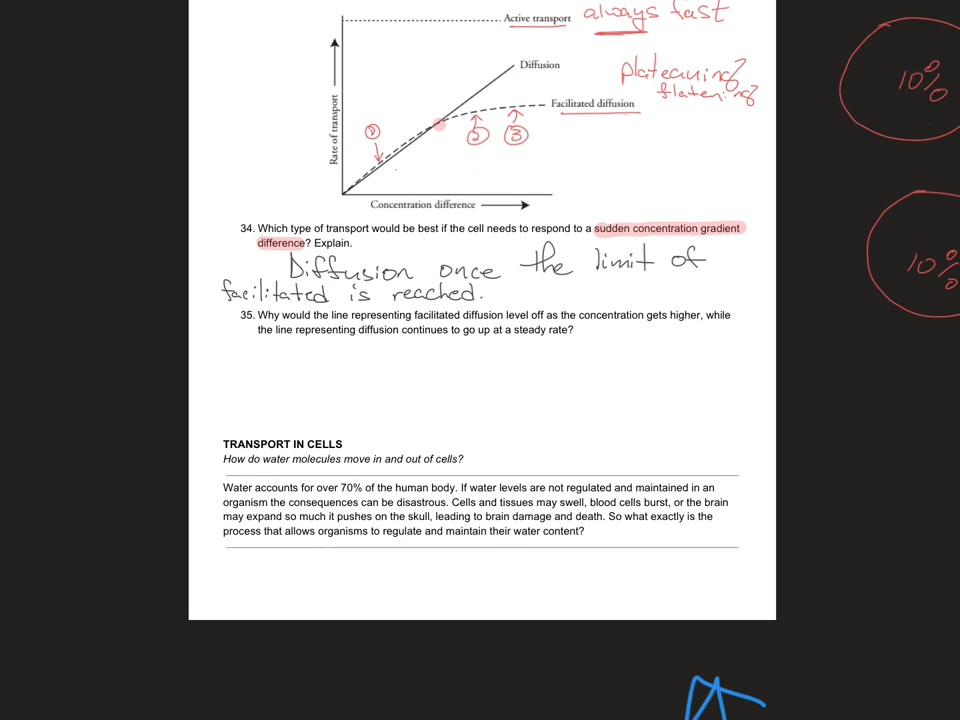 Active transport always fast
Diffusion
plateauing
flatening
10%
Facilitated diffusion
2 3
Rate of transport
Concentration difference
34. Which type of transport would be best if the cell needs to respond to a sudden concentration gradient
difference? Explain.
Diffusion once the limit of
facilitated is reached.
10%
35. Why would the line representing facilitated diffusion level off as the concentration gets higher, while
the line representing diffusion continues to go up at a steady rate?
TRANSPORT IN CELLS
How do water molecules move in and out of cells?
Water accounts for over 70% of the human body. If water levels are not regulated and maintained in an
organism the consequences can be disastrous. Cells and tissues may swell, blood cells burst, or the brain
may expand so much it pushes on the skull, leading to brain damage and death. So what exactly is the
process that allows organisms to regulate and maintain their water content?